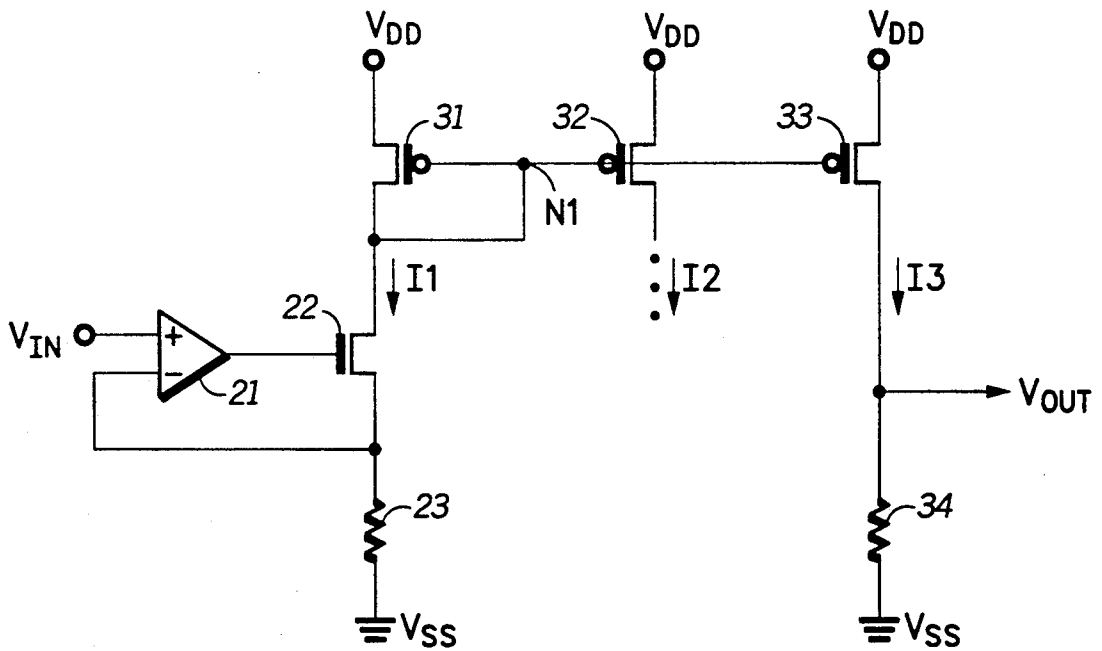 VDD
VDD
VDD
31
32
33
N1
I1
I2
I3
22
VIN
+
−
21
VOUT
23
34
VSS
VSS